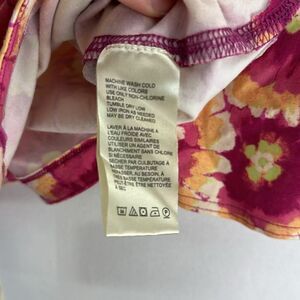 MACHINE WASH COLD
WITH LIKE COLORS
USE ONLY NON-CHLORINE
BLEACH
TUMBLE DRY LOW
LOW IRON AS NEEDED
MAY BE DRY CLEANED
LAVER À LA MACHINE À
L'EAU FROIDE AVEC
COULEURS SIMILAIRES
UTILISER UN AGENT DE
BLANCHIMENT SANS CHLORE
SI NÉCESSAIRE
SÉCHER PAR CULBUTAGE À
BASSE TEMPÉRATURE
REPASSER, AU BESOIN, À
TRÈS BASSE TEMPÉRATURE
PEUT ÊTRE NETTOYÉE
À SEC